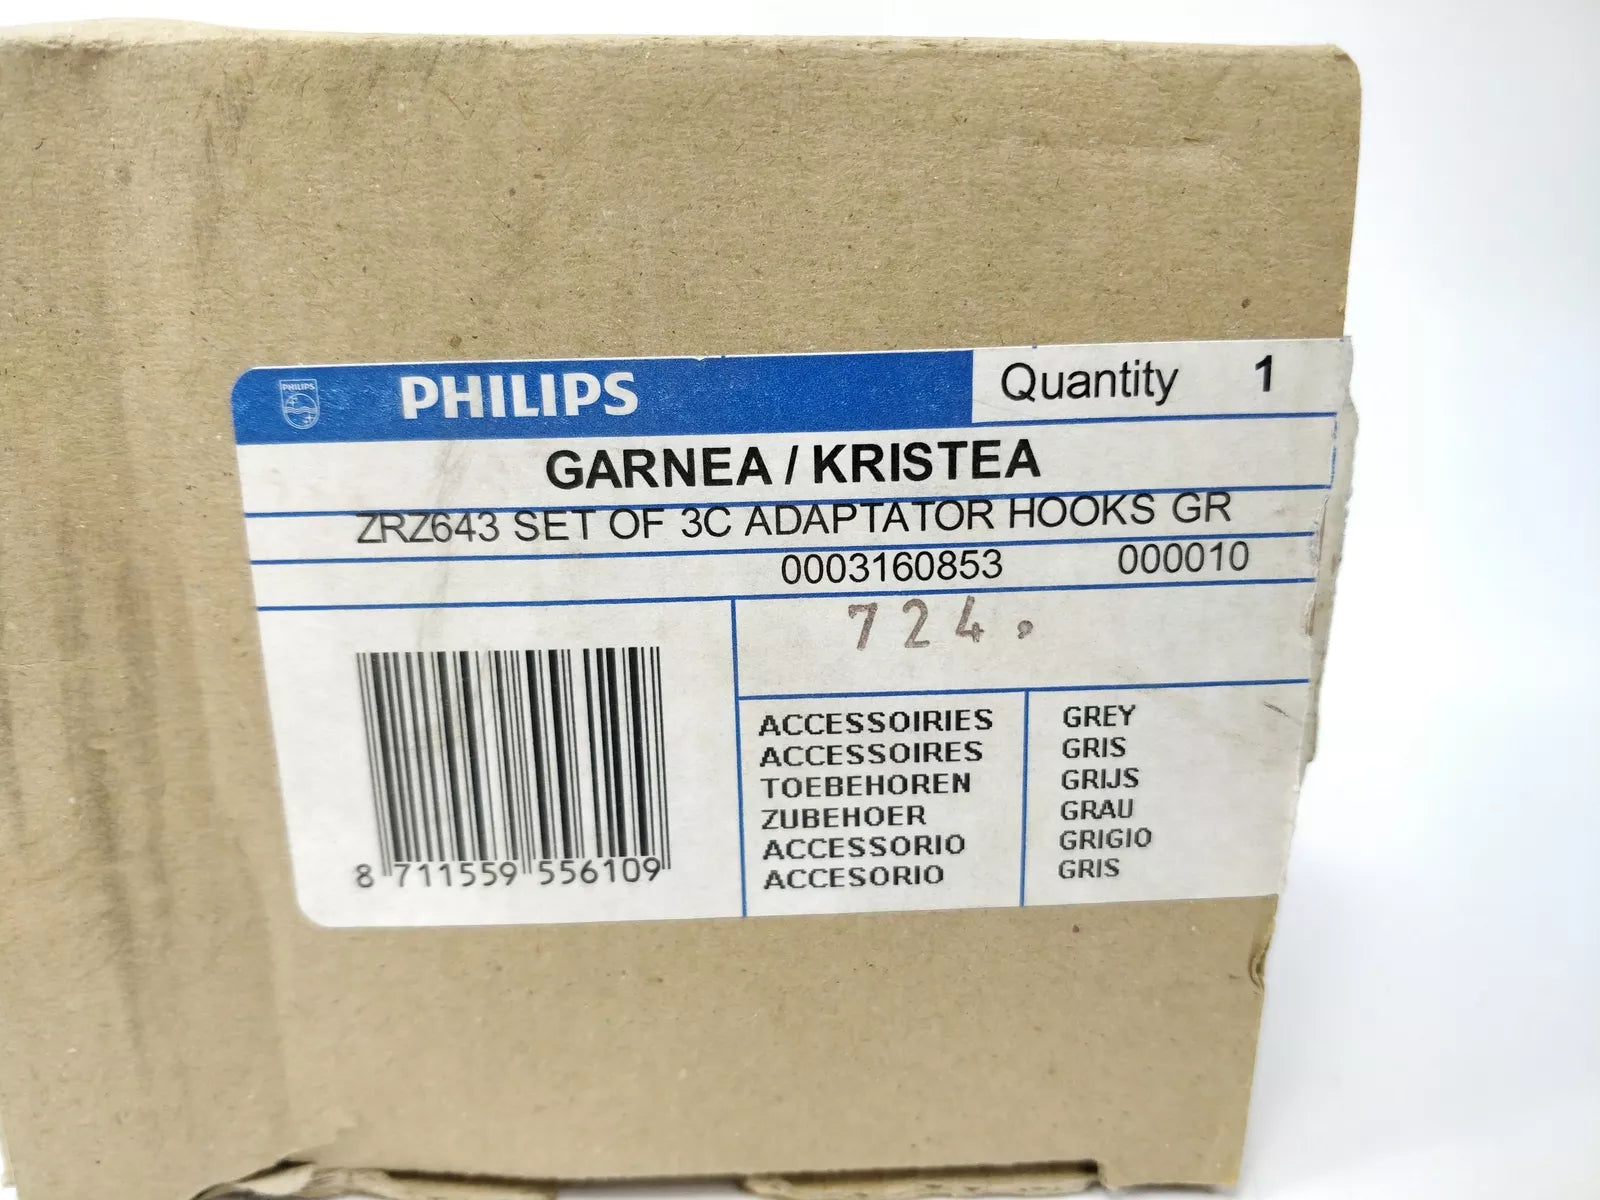 PHILIPS
PHILIPS
Quantity 1
GARNEA / KRISTEA
ZRZ643 SET OF 3C ADAPTATOR HOOKS GR
0003160853 000010
724.
8 711559 556109
ACCESSOIRIES GREY
ACCESSOIRES GRIS
TOEBEHOREN GRIJS
ZUBEHOER GRAU
ACCESSORIO GRIGIO
ACCESORIO GRIS